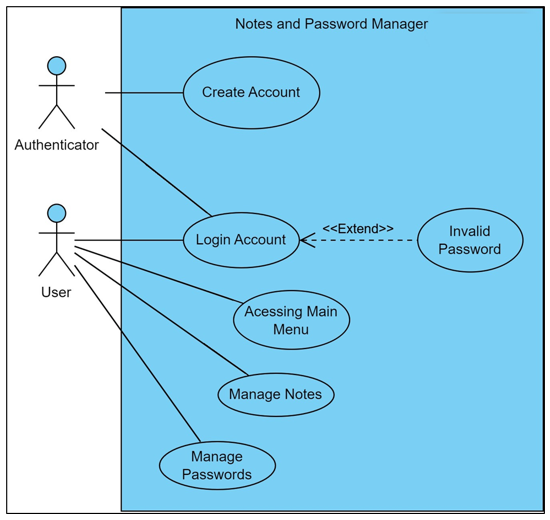 Notes and Password Manager
Create Account
Authenticator
Login Account
<<Extend>>
Invalid
Password
User
Acessing Main
Menu
Manage Notes
Manage
Passwords